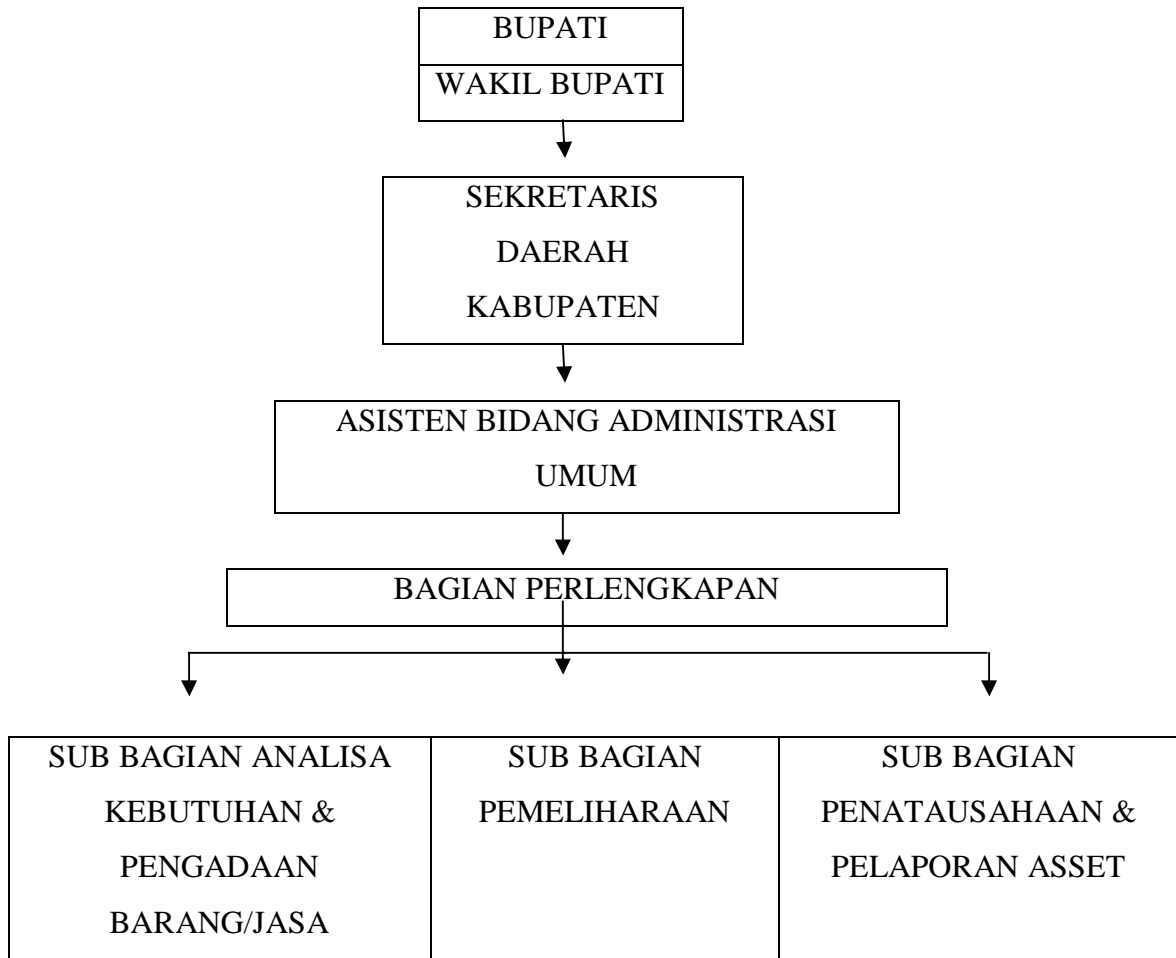 BUPATI
WAKIL BUPATI
SEKRETARIS
DAERAH
KABUPATEN
ASISTEN BIDANG ADMINISTRASI
UMUM
BAGIAN PERLENGKAPAN
SUB BAGIAN ANALISA
KEBUTUHAN &
PENGADAAN
BARANG/JASA
SUB BAGIAN
PEMELIHARAAN
SUB BAGIAN
PENATAUSAHAAN &
PELAPORAN ASSET